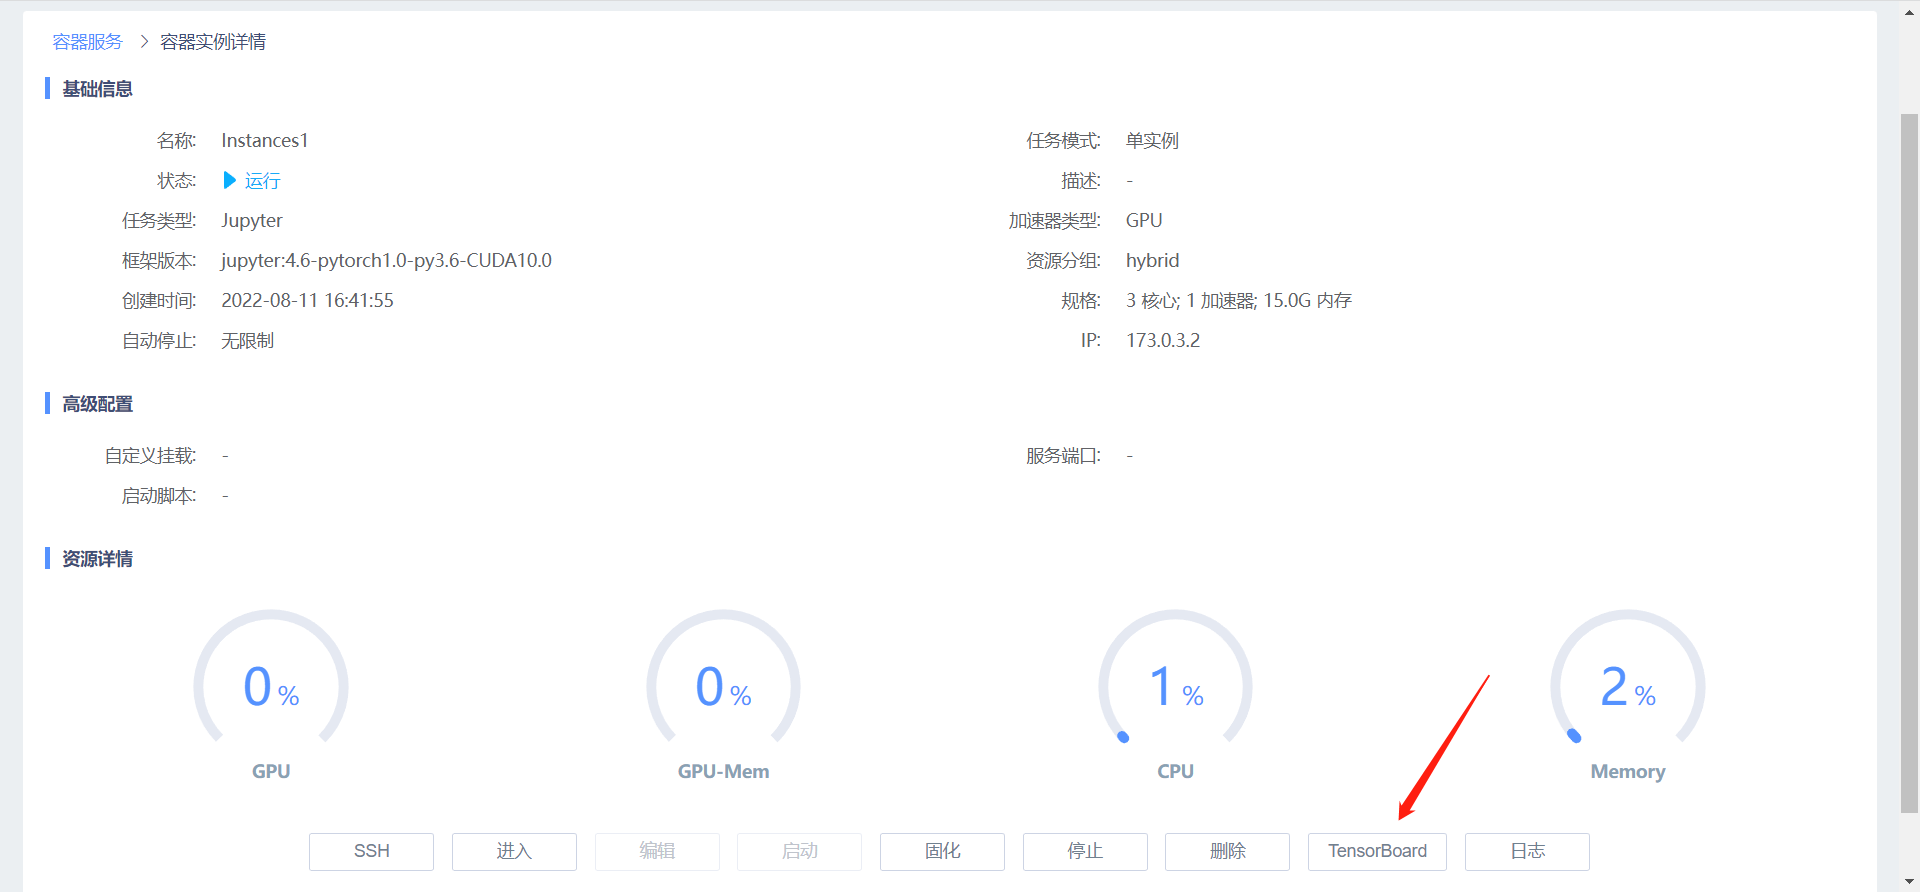 容器服务 > 容器实例详情
基础信息
名称: Instances1 任务模式: 单实例
状态: 运行 描述: -
任务类型: Jupyter 加速器类型: GPU
框架版本: jupyter:4.6-pytorch1.0-py3.6-CUDA10.0 资源分组: hybrid
创建时间: 2022-08-11 16:41:55 规格: 3 核心; 1 加速器; 15.0G 内存
自动停止: 无限制 IP: 173.0.3.2
高级配置
自定义挂载: - 服务端口: -
启动脚本: -
资源详情
0% 0% 1% 2%
GPU GPU-Mem CPU Memory
SSH 进入 编辑 启动 固化 停止 删除 TensorBoard 日志